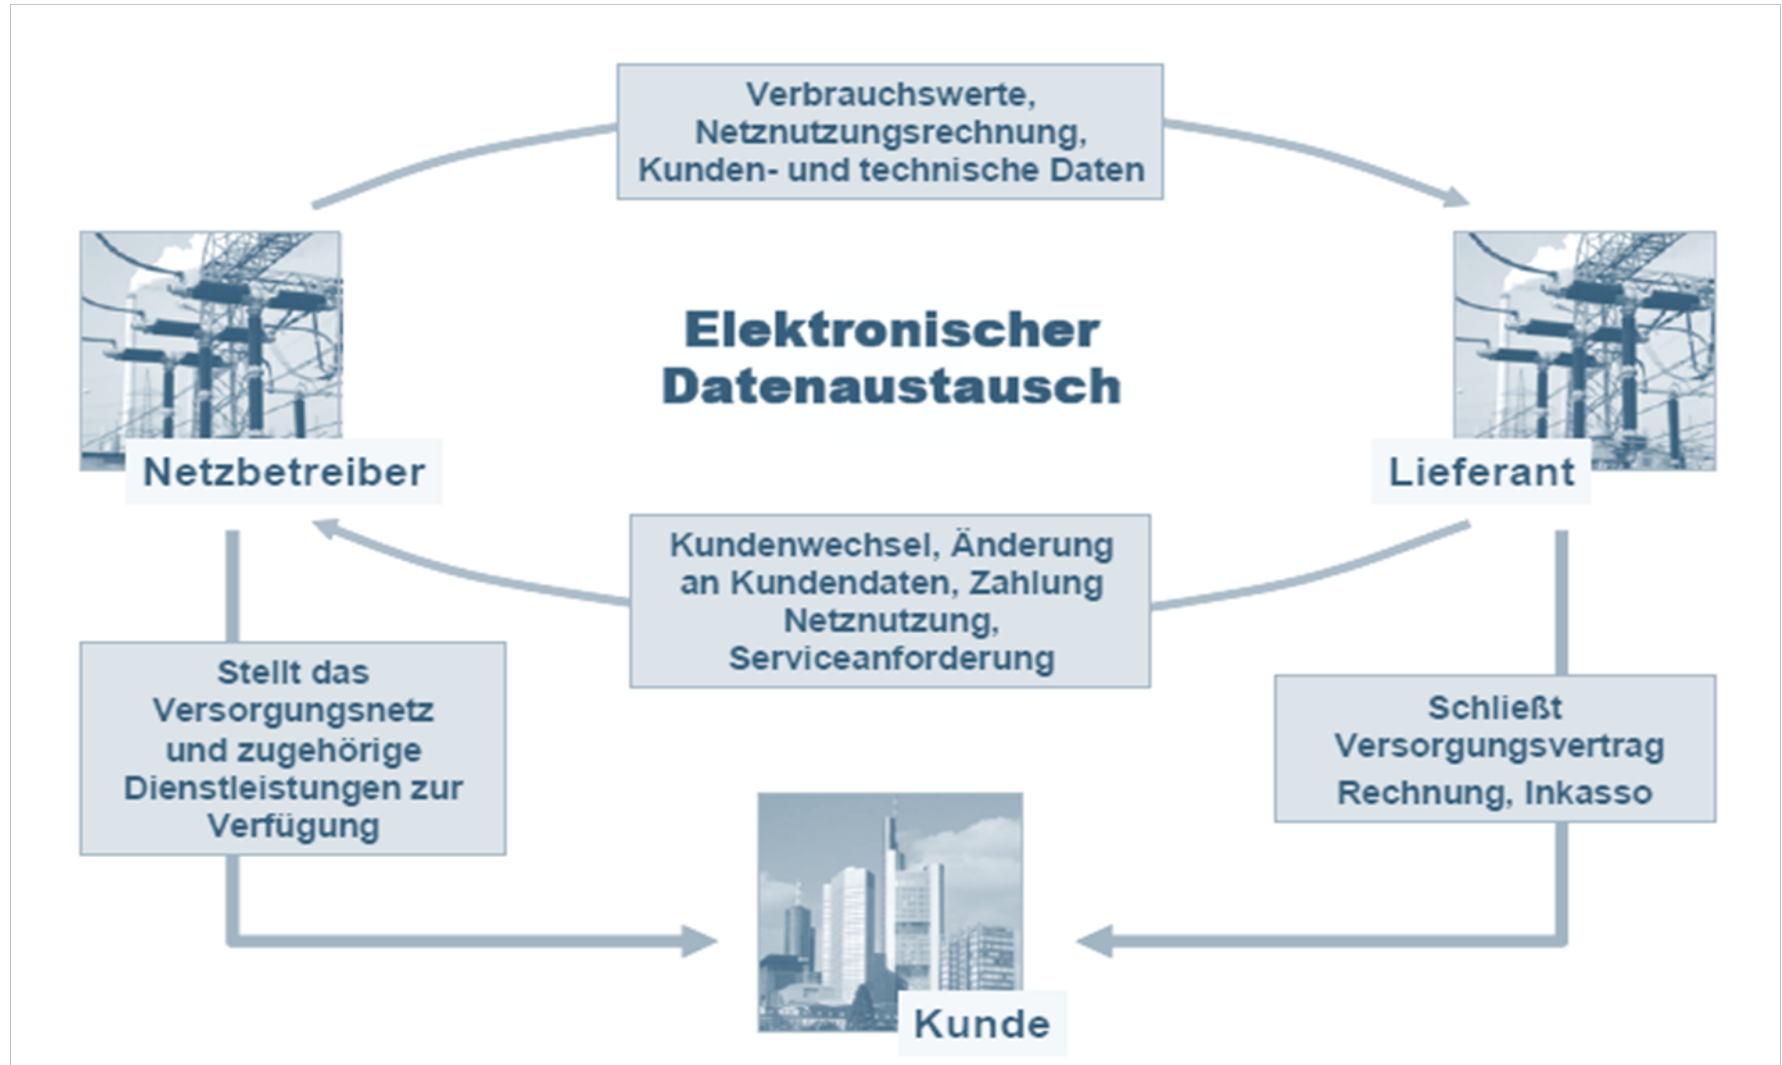 Verbrauchswerte,
Netznutzungsrechnung,
Kunden- und technische Daten
Elektronischer
Datenaustausch
Netzbetreiber
Lieferant
Kundenwechsel, Änderung
an Kundendaten, Zahlung
Netznutzung,
Serviceanforderung
Stellt das
Versorgungsnetz
und zugehörige
Dienstleistungen zur
Verfügung
Schließt
Versorgungsvertrag
Rechnung, Inkasso
Kunde